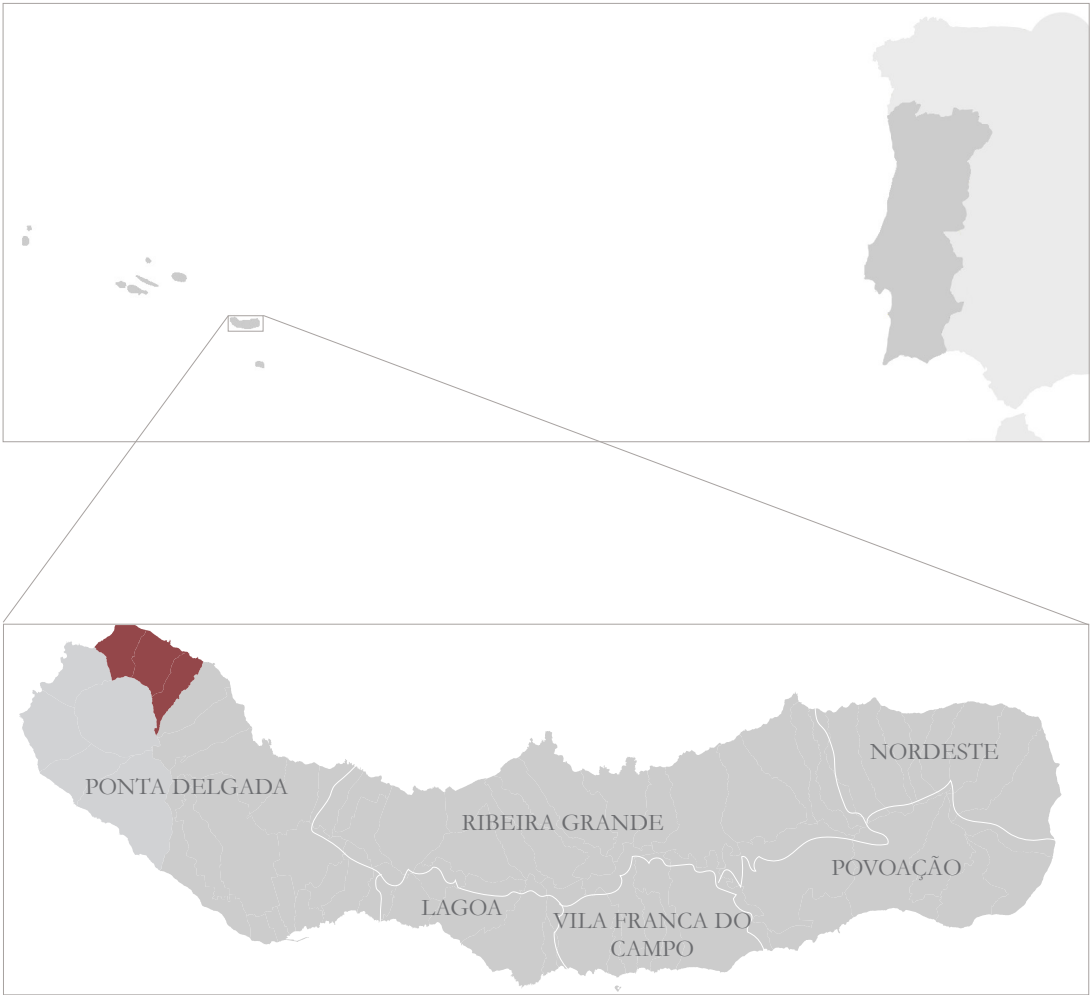 NORDESTE
PONTA DELGADA
RIBEIRA GRANDE
POVOAÇÃO
LAGOA
VILA FRANCA DO
CAMPO